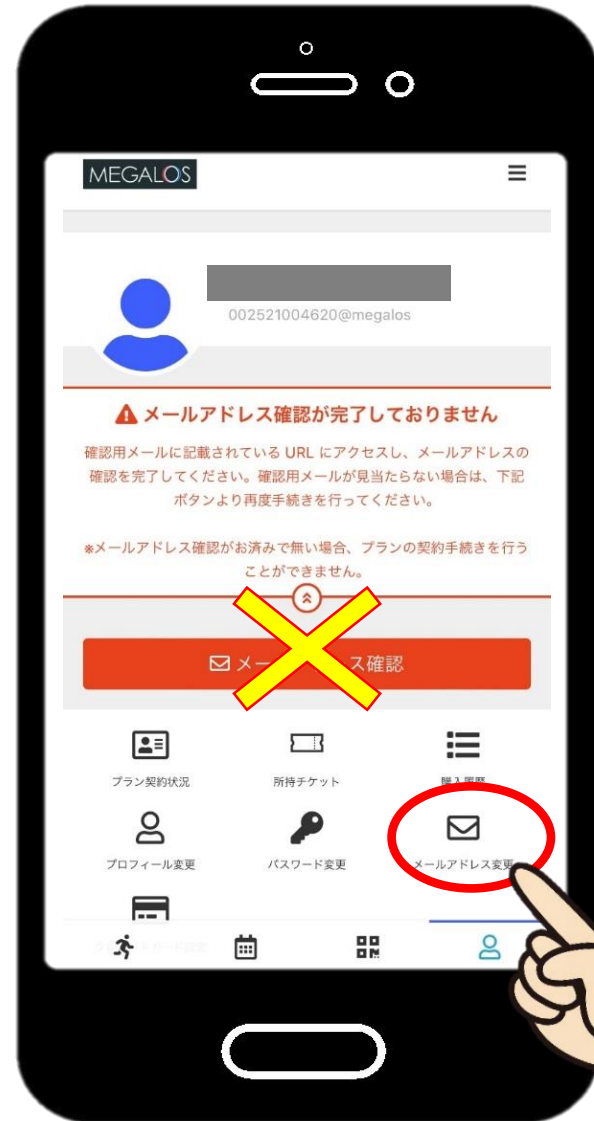 MEGALOS
002521004620@megalos
メールアドレス確認が完了しておりません
確認用メールに記載されている URL にアクセスし、メールアドレスの
確認を完了してください。確認用メールが見当たらない場合は、下記
ボタンより再度手続きを行ってください。
※メールアドレス確認がお済みで無い場合、プランの契約手続きを行う
ことができません。
メー ス確認
プラン契約状況 所持チケット 購入履歴
プロフィール変更 パスワード変更 メールアドレス変更